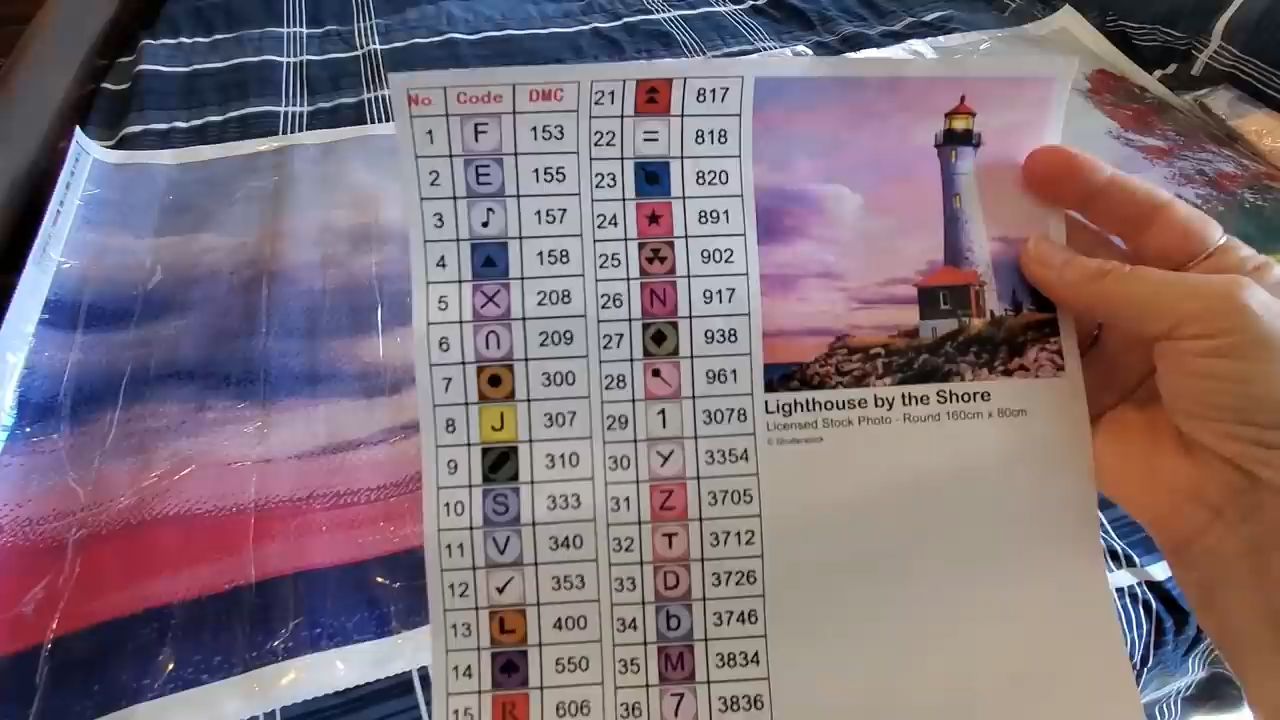 No. Code DMC
1 F 153
2 E 155
3 ♪ 157
4 ▲ 158
5 X 208
6 ∩ 209
7 300
8 J 307
9 310
10 S 333
11 V 340
12 ✓ 353
13 L 400
14 ♠ 550
15 R 606
21 817
22 = 818
23 820
24 ★ 891
25 902
26 N 917
27 ◆ 938
28 961
29 1 3078
30 Y 3354
31 Z 3705
32 T 3712
33 D 3726
34 b 3746
35 M 3834
36 7 3836
Lighthouse by the Shore
Licensed Stock Photo - Round 160cm x 80cm
© Shutterstock